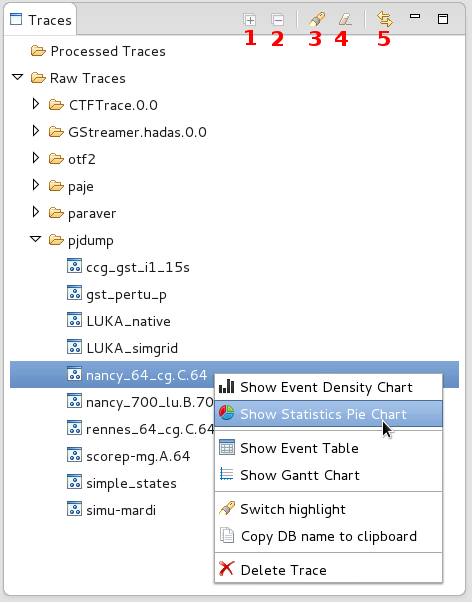 Traces
1 2 3 4 5
Processed Traces
Raw Traces
CTFTrace.0.0
GStreamer.hadas.0.0
otf2
paje
paraver
pjdump
ccg_gst_i1_15s
gst_pertu_p
LUKA_native
LUKA_simgrid
nancy_64_cg.C.64
nancy_700_lu.B.70
rennes_64_cg.C.64
scorep-mg.A.64
simple_states
simu-mardi
Show Event Density Chart
Show Statistics Pie Chart
Show Event Table
Show Gantt Chart
Switch highlight
Copy DB name to clipboard
Delete Trace